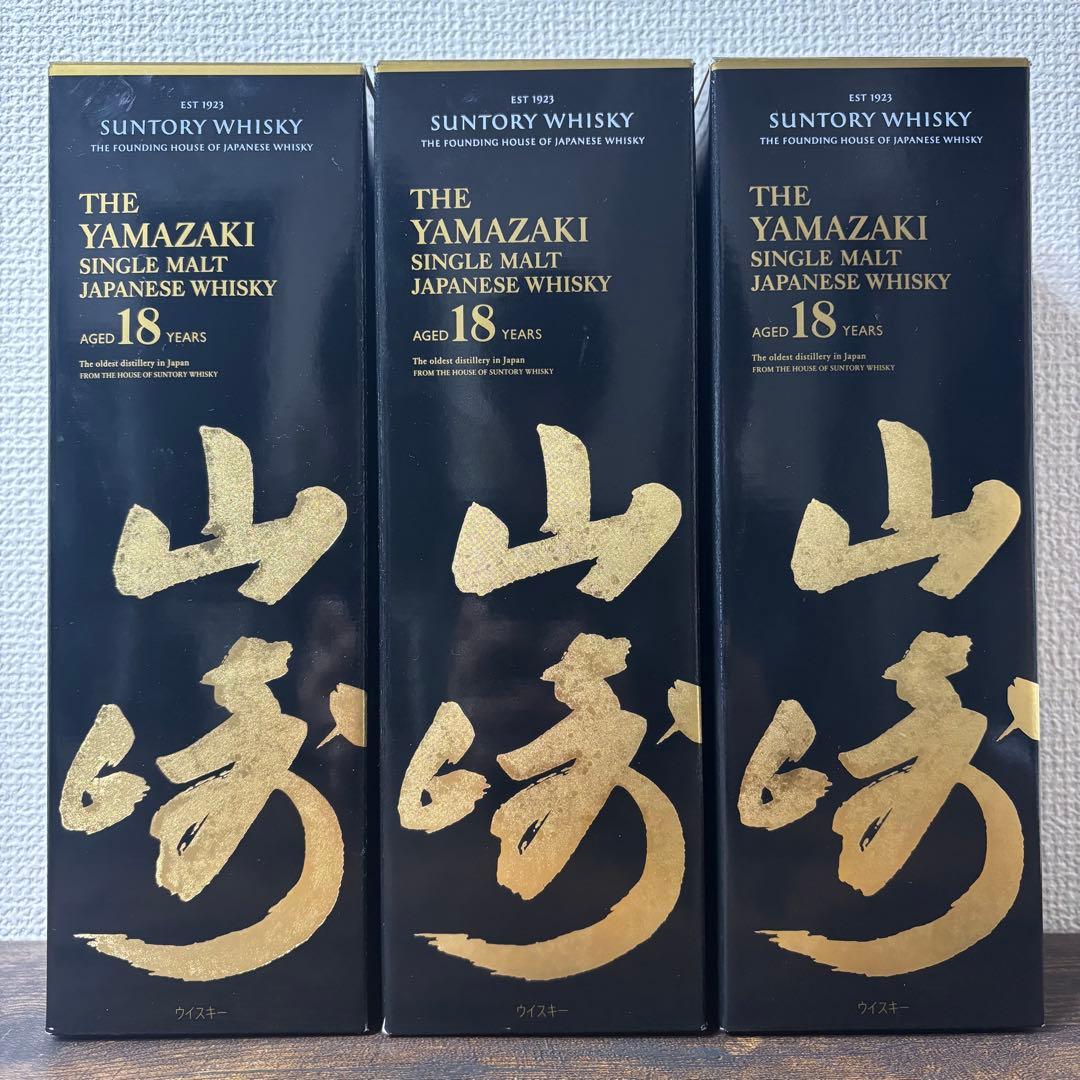 EST 1923
SUNTORY WHISKY
THE FOUNDING HOUSE OF JAPANESE WHISKY
THE
YAMAZAKI
SINGLE MALT
JAPANESE WHISKY
AGED 18 YEARS
The oldest distillery in Japan
FROM THE HOUSE OF SUNTORY WHISKY
山
崎
ウイスキー
EST 1923
SUNTORY WHISKY
THE FOUNDING HOUSE OF JAPANESE WHISKY
THE
YAMAZAKI
SINGLE MALT
JAPANESE WHISKY
AGED 18 YEARS
The oldest distillery in Japan
FROM THE HOUSE OF SUNTORY WHISKY
山
崎
ウイスキー
EST 1923
SUNTORY WHISKY
THE FOUNDING HOUSE OF JAPANESE WHISKY
THE
YAMAZAKI
SINGLE MALT
JAPANESE WHISKY
AGED 18 YEARS
The oldest distillery in Japan
FROM THE HOUSE OF SUNTORY WHISKY
山
崎
ウイスキー